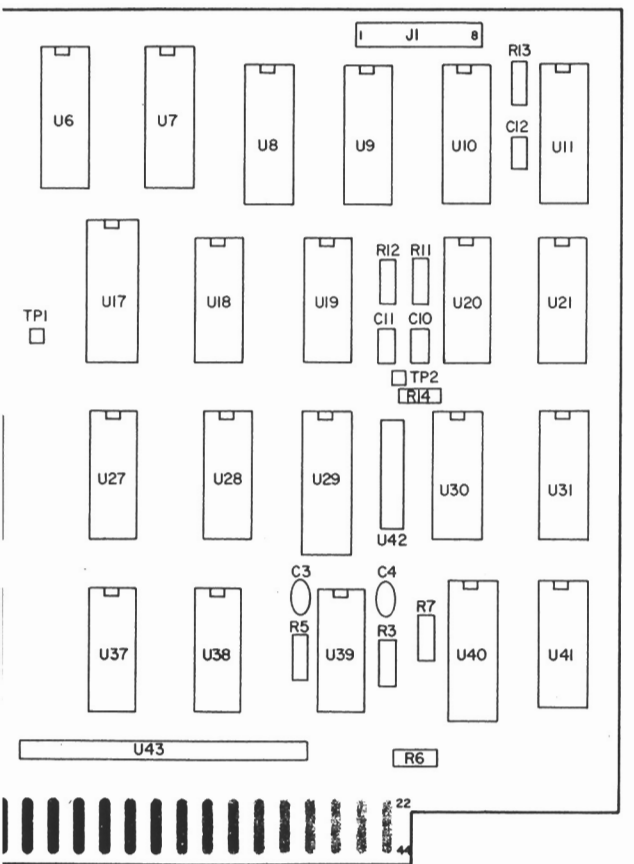 1 J1 8
R13
U6 U7 U8 U9 U10 C12 U11
R12 R11
U17 U18 U19 U20 U21
TP1 C11 C10
TP2
R14
U27 U28 U29 U30 U31
U42
C3 C4
R5 R3 R7
U37 U38 U39 U40 U41
U43 R6
22
44